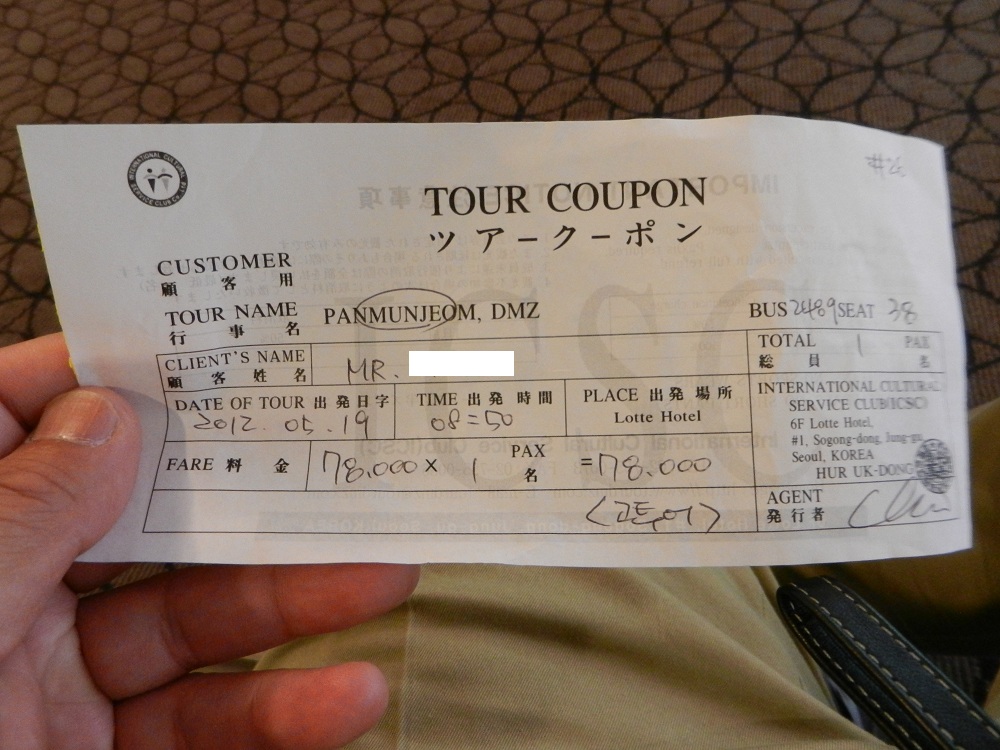 #26
TOUR COUPON
ツアークーポン
CUSTOMER
顧客用
TOUR NAME PANMUNJEOM, DMZ
行事名
BUS 2489 SEAT 38
CLIENT'S NAME MR.
顧客姓名
TOTAL 1 PAX
総員 名
DATE OF TOUR 出発日字
2012.05.19
TIME 出発時間
08=50
PLACE 出発場所
Lotte Hotel
INTERNATIONAL CULTURAL
SERVICE CLUB(ICSC)
6F Lotte Hotel,
#1, Sogong-dong, Jung-gu,
Seoul, KOREA
HUR UK-DONG
FARE 料金 78.000 × 1 PAX 名 = 78.000
<고투어>
AGENT
発行者